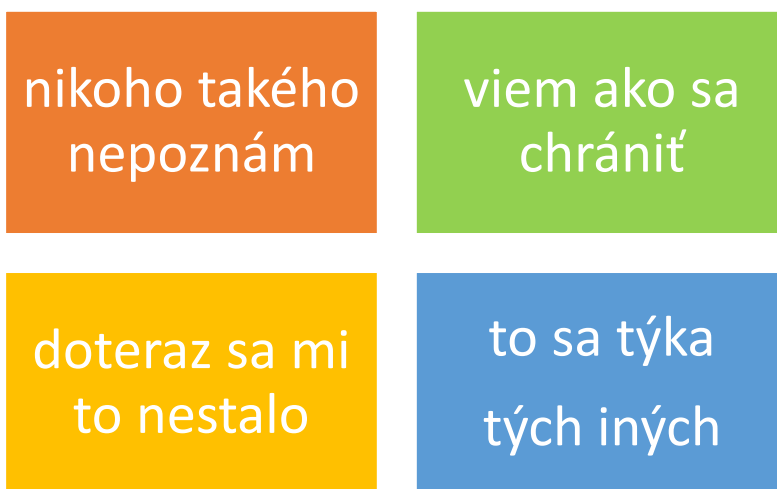 nikoho takého
nepoznám
viem ako sa
chrániť
doteraz sa mi
to nestalo
to sa týka
tých iných